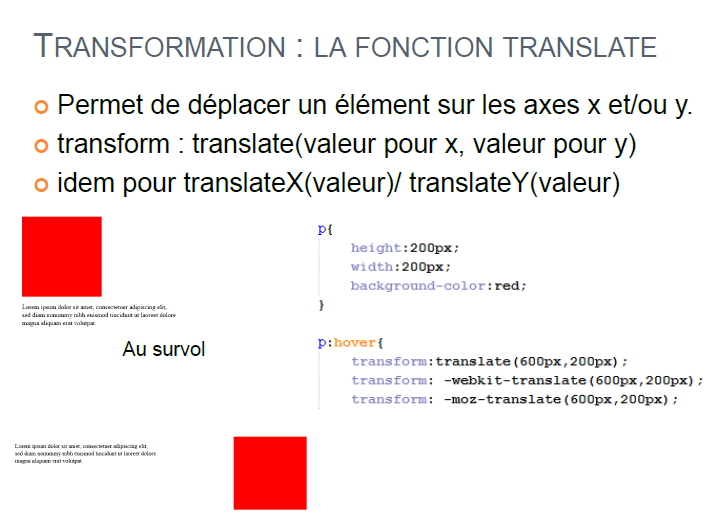 TRANSFORMATION : LA FONCTION TRANSLATE
Permet de déplacer un élément sur les axes x et/ou y.
transform : translate(valeur pour x, valeur pour y)
idem pour translateX(valeur)/ translateY(valeur)
p{
height:200px;
width:200px;
background-color:red;
}
Lorem ipsum dolor sit amet, consectetuer adipiscing elit,
sed diam nonummy nibh euismod tincidunt ut laoreet dolore
magna aliquam erat volutpat.
Au survol
p:hover{
transform:translate(600px,200px);
transform: -webkit-translate(600px,200px);
transform: -moz-translate(600px,200px);
Lorem ipsum dolor sit amet, consectetuer adipiscing elit,
sed diam nonummy nibh euismod tincidunt ut laoreet dolore
magna aliquam erat volutpat.